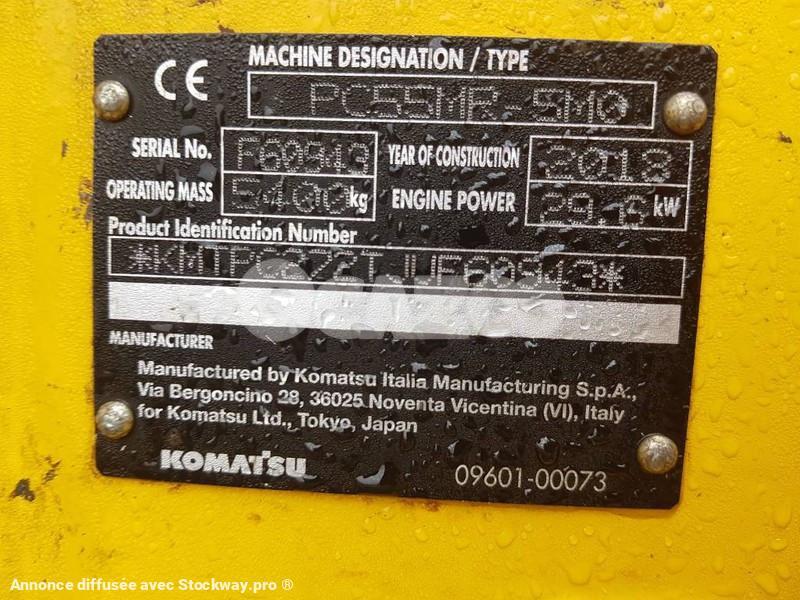 CE
MACHINE DESIGNATION / TYPE
PC55MR-5M0
SERIAL No. F60943
YEAR OF CONSTRUCTION 2018
OPERATING MASS 5400 kg
ENGINE POWER 29,6 kW
Product Identification Number
*KMTPC272TJUF60943*
MANUFACTURER
Manufactured by Komatsu Italia Manufacturing S.p.A.,
Via Bergoncino 28, 36025 Noventa Vicentina (VI), Italy
for Komatsu Ltd., Tokyo, Japan
KOMATSU
09601-00073
Annonce diffusée avec Stockway.pro ®